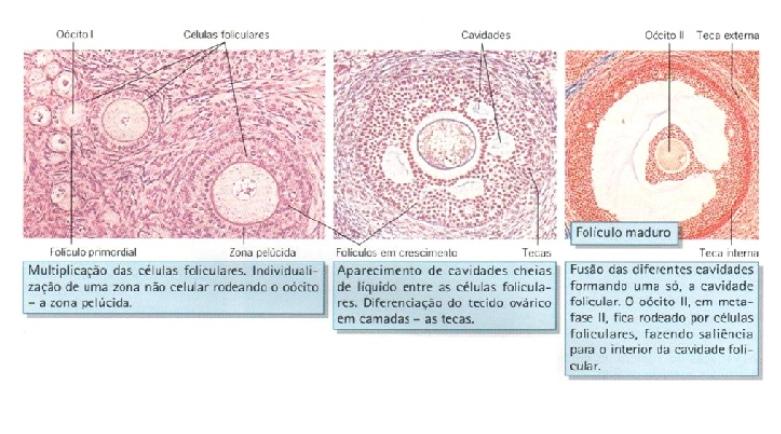 Oócito I
Células foliculares
Cavidades
Oócito II
Teca externa
Folículo primordial
Zona pelúcida
Folículos em crescimento
Tecas
Folículo maduro
Teca interna
Multiplicação das células foliculares. Individuali-
zação de uma zona não celular rodeando o oócito
– a zona pelúcida.
Aparecimento de cavidades cheias
de líquido entre as células folicula-
res. Diferenciação do tecido ovárico
em camadas – as tecas.
Fusão das diferentes cavidades
formando uma só, a cavidade
folicular. O oócito II, em meta-
fase II, fica rodeado por células
foliculares, fazendo saliência
para o interior da cavidade foli-
cular.